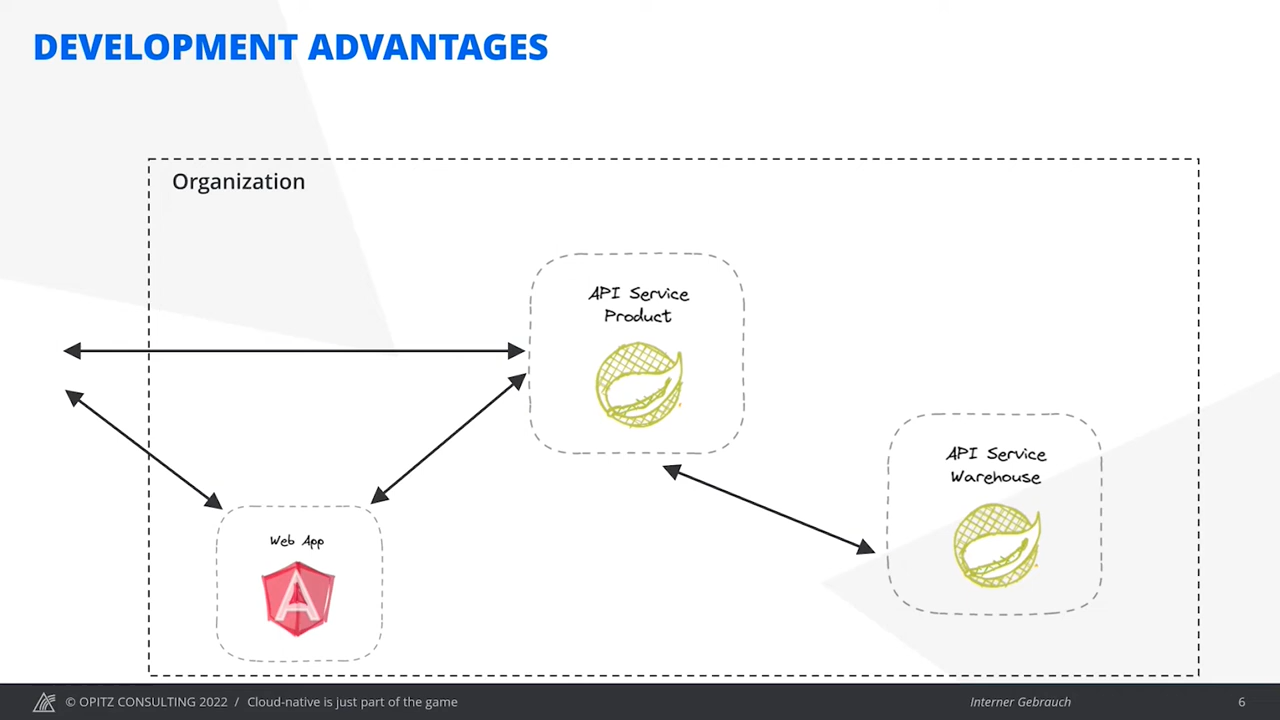 DEVELOPMENT ADVANTAGES
Organization
API Service
Product
API Service
Warehouse
Web App
A
© OPITZ CONSULTING 2022 / Cloud-native is just part of the game
Interner Gebrauch
6